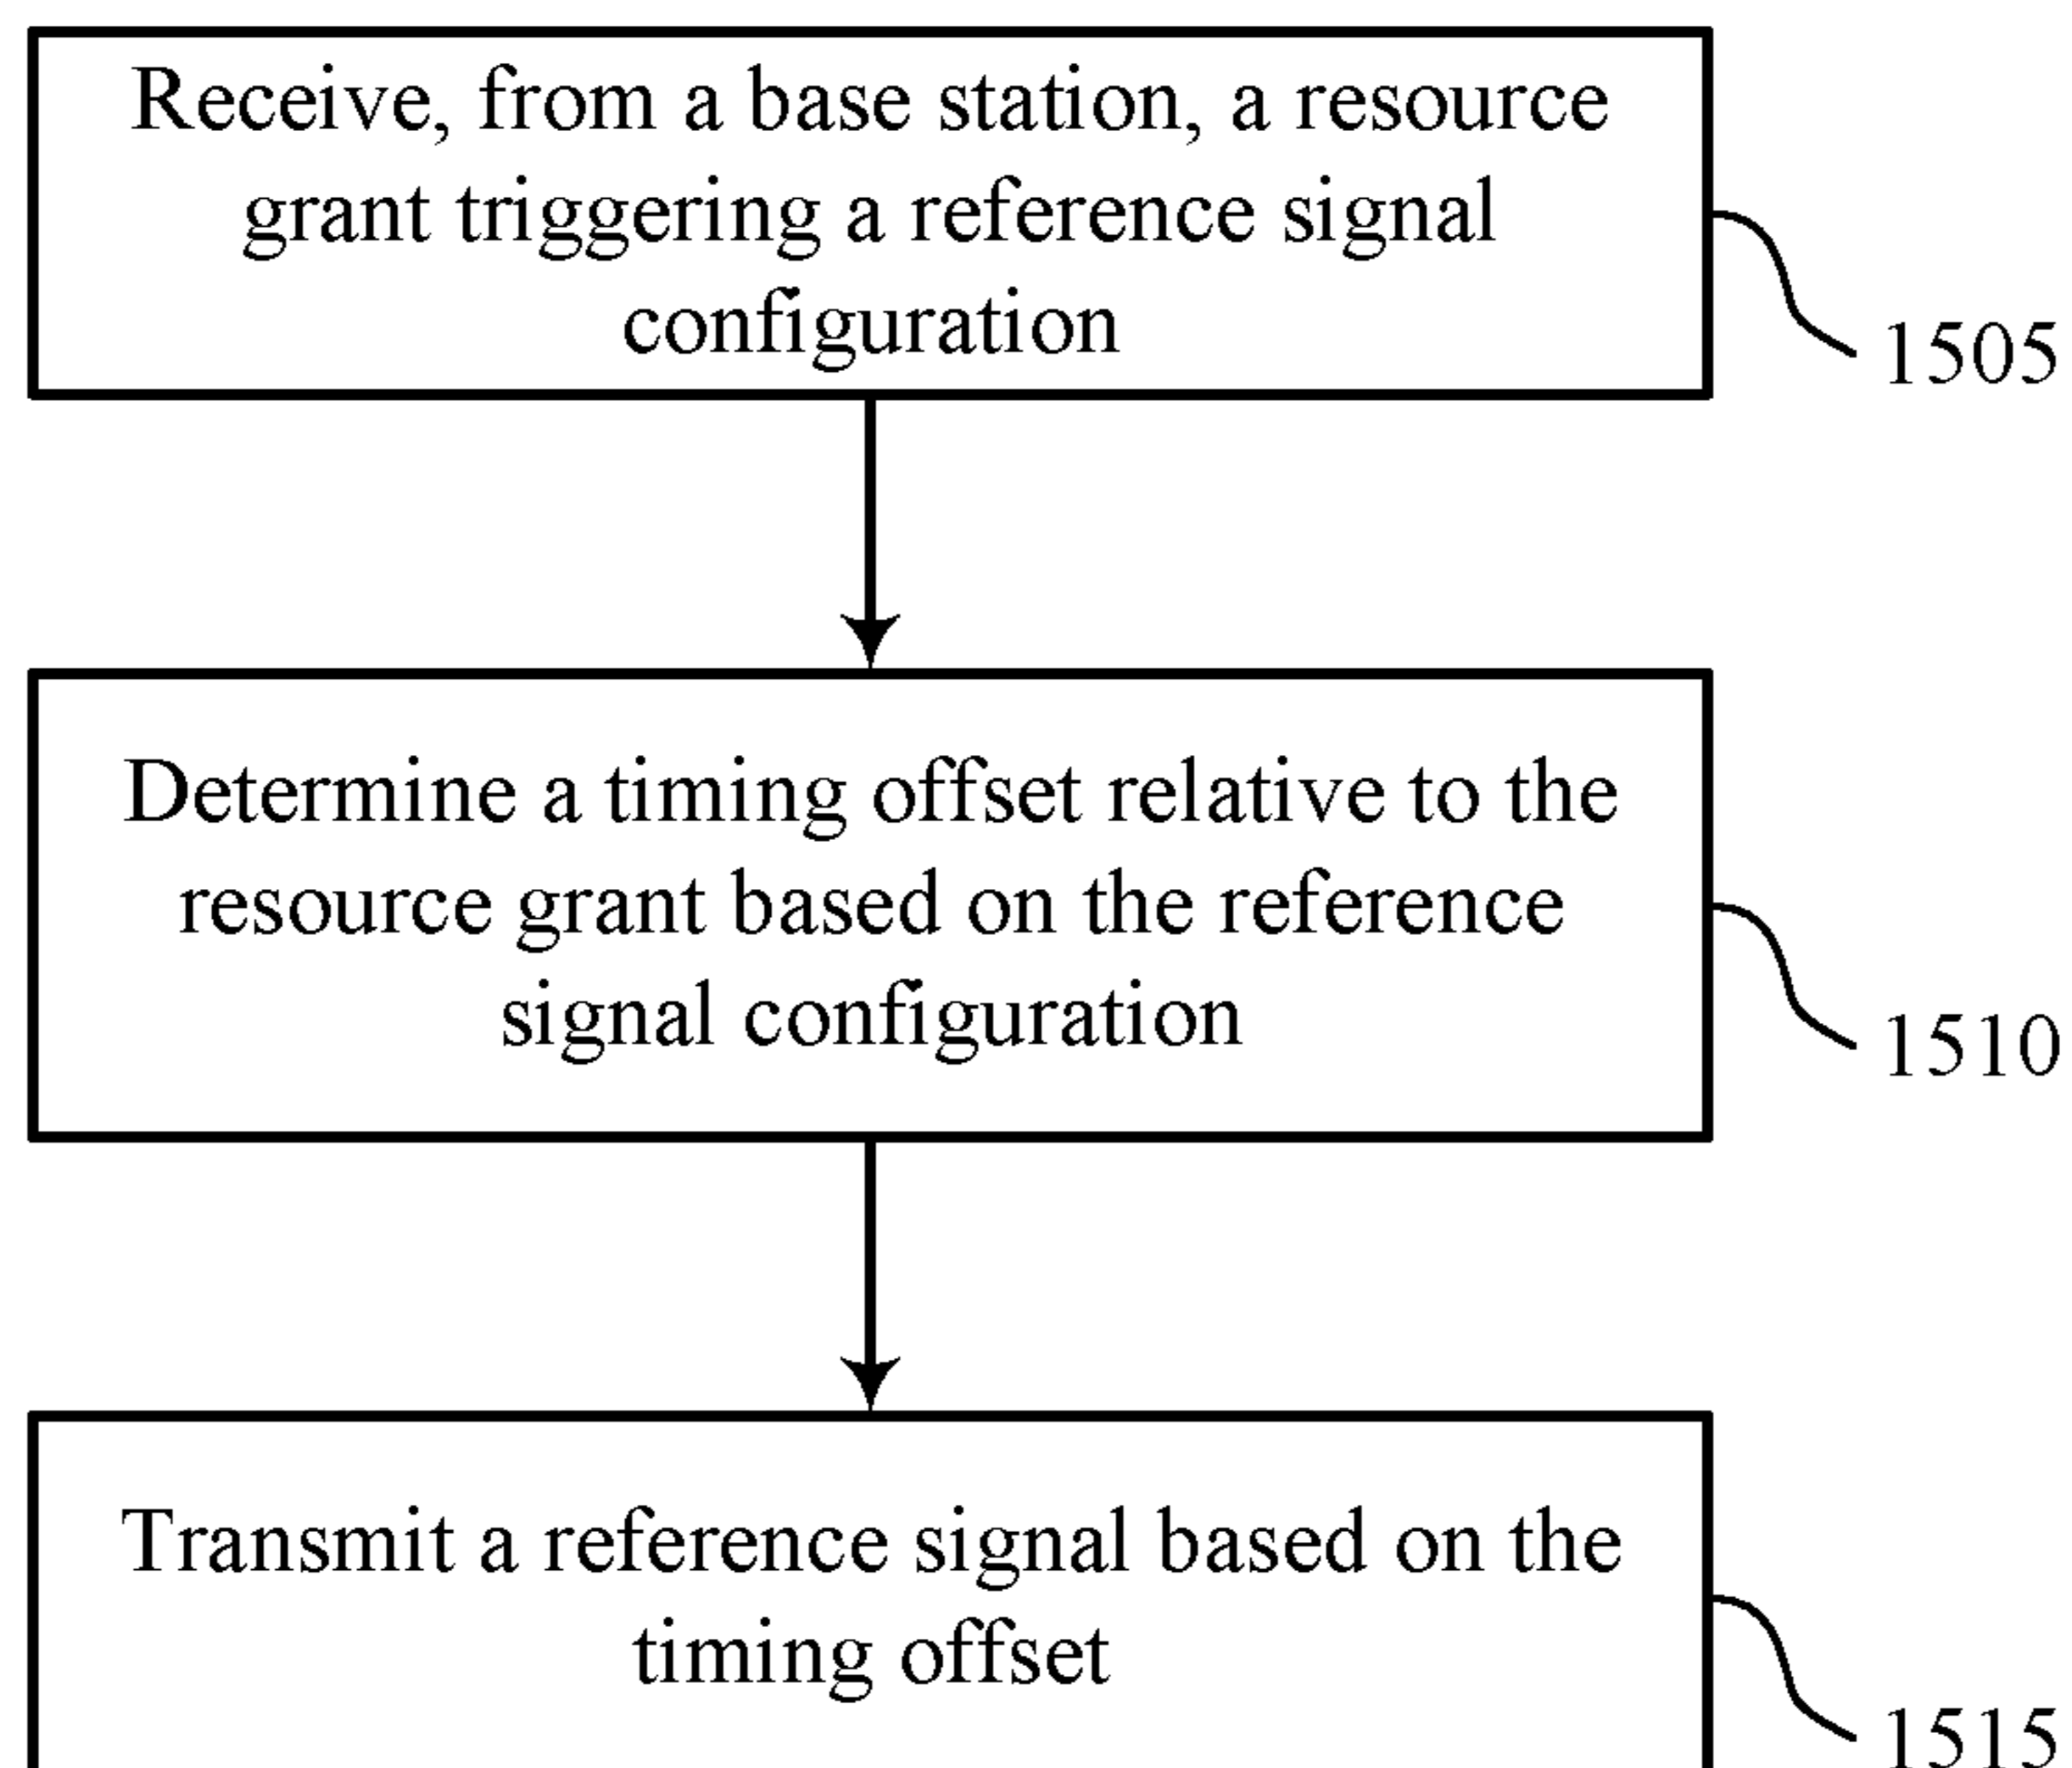 Receive, from a base station, a resource
grant triggering a reference signal
configuration
1505
Determine a timing offset relative to the
resource grant based on the reference
signal configuration
1510
Transmit a reference signal based on the
timing offset
1515